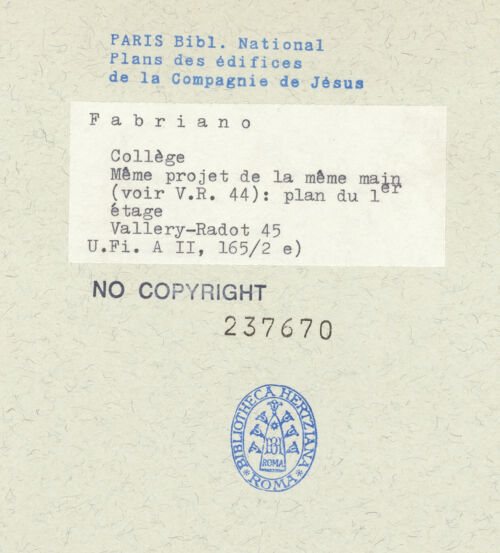 PARIS Bibl. National
Plans des édifices
de la Compagnie de Jésus
F a b r i a n o
Collège
Même projet de la même main
(voir V.R. 44): plan du 1er
étage
Vallery-Radot 45
U.Fi. A II, 165/2 e)
NO COPYRIGHT
237670
BIBLIOTHECA HERTZIANA
ROMA
* ROMA *